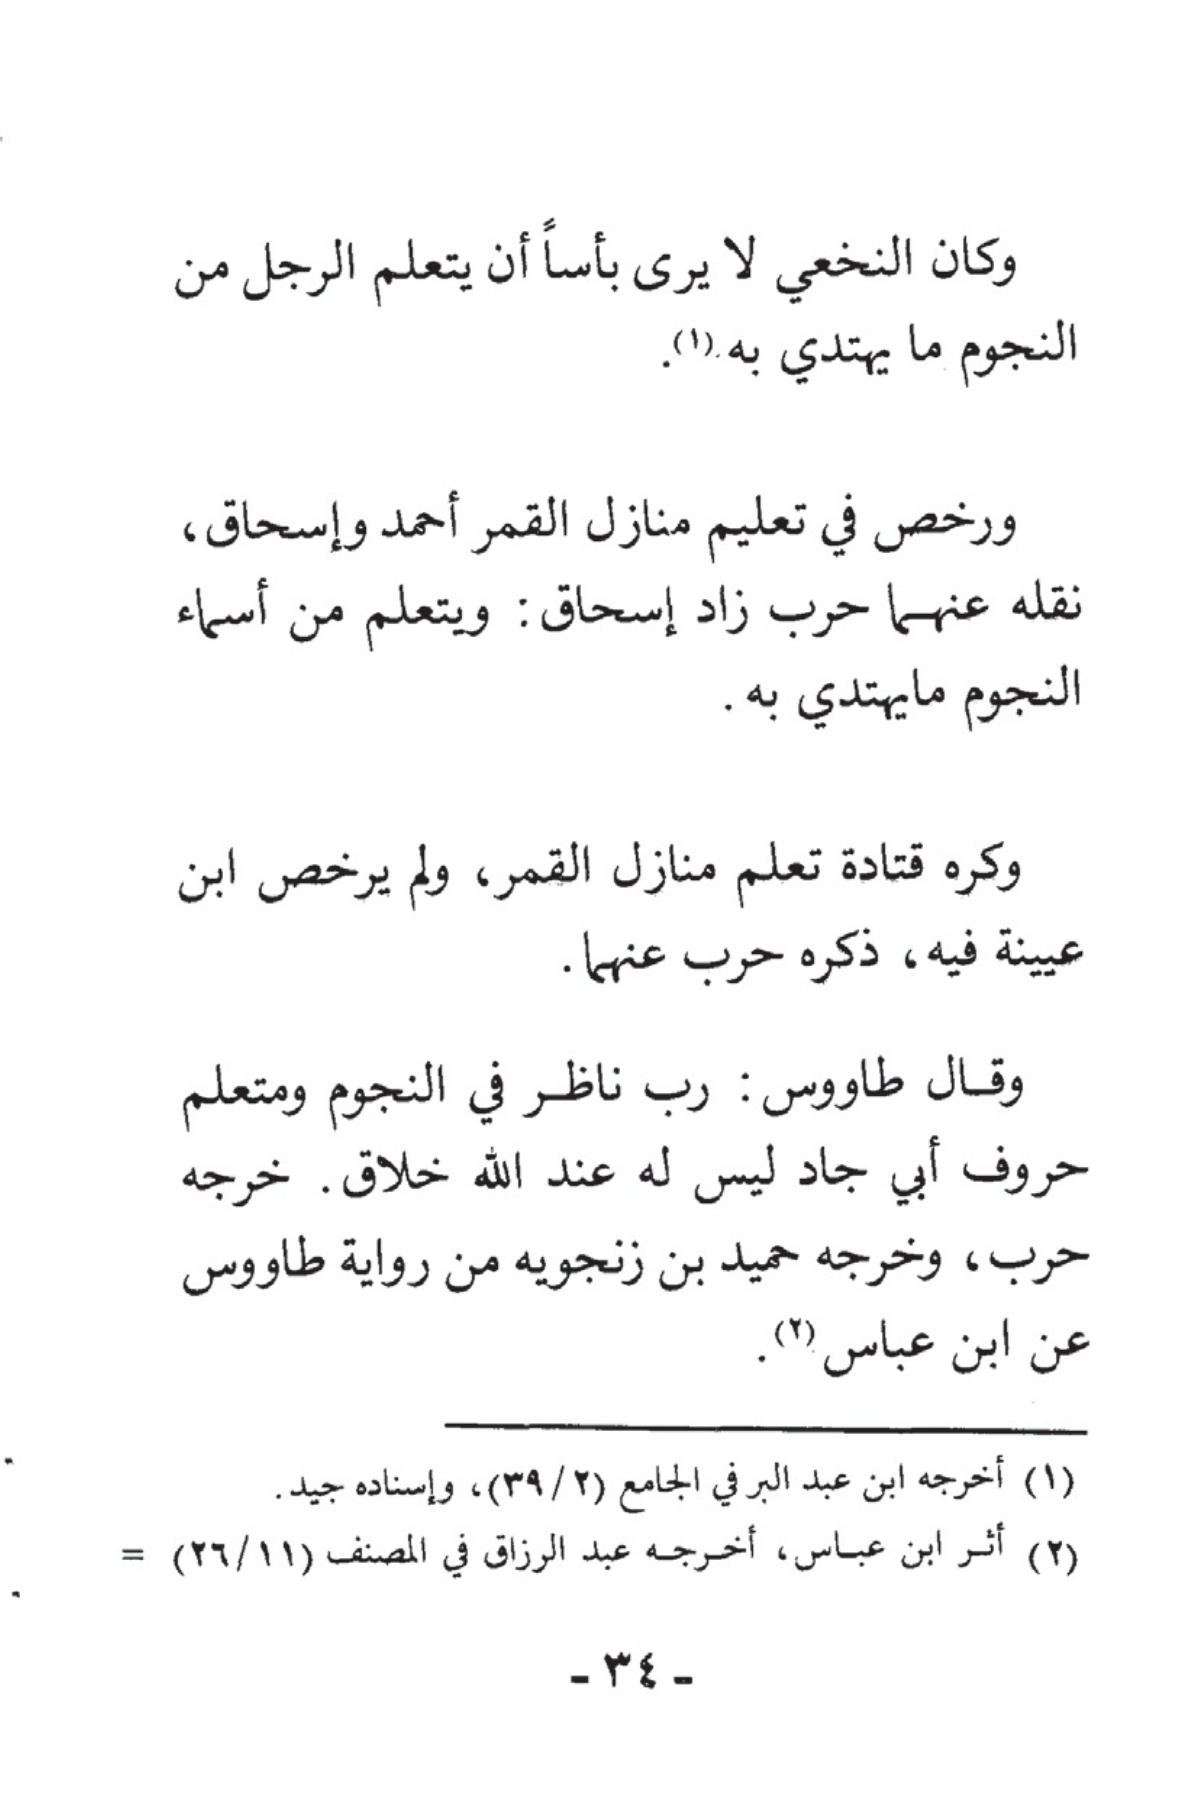 وكان النخعي لا يرى بأساً أن يتعلم الرجل من
النجوم ما يهتدي به(١).
ورخص في تعليم منازل القمر أحمد وإسحاق،
نقله عنهما حرب زاد إسحاق: ويتعلم من أسماء
النجوم مايهتدي به.
وكره قتادة تعلم منازل القمر، ولم يرخص ابن
عيينة فيه، ذكره حرب عنهما.
وقال طاووس: رب ناظر في النجوم ومتعلم
حروف أبي جاد ليس له عند الله خلاق. خرجه
حرب، وخرجه حميد بن زنجويه من رواية طاووس
عن ابن عباس(٢).
(١) أخرجه ابن عبد البر في الجامع (٢/ ٣٩)، وإسناده جيد.
(٢) أثر ابن عباس، أخرجه عبد الرزاق في المصنف (١١/ ٢٦) =
- ٣٤ -